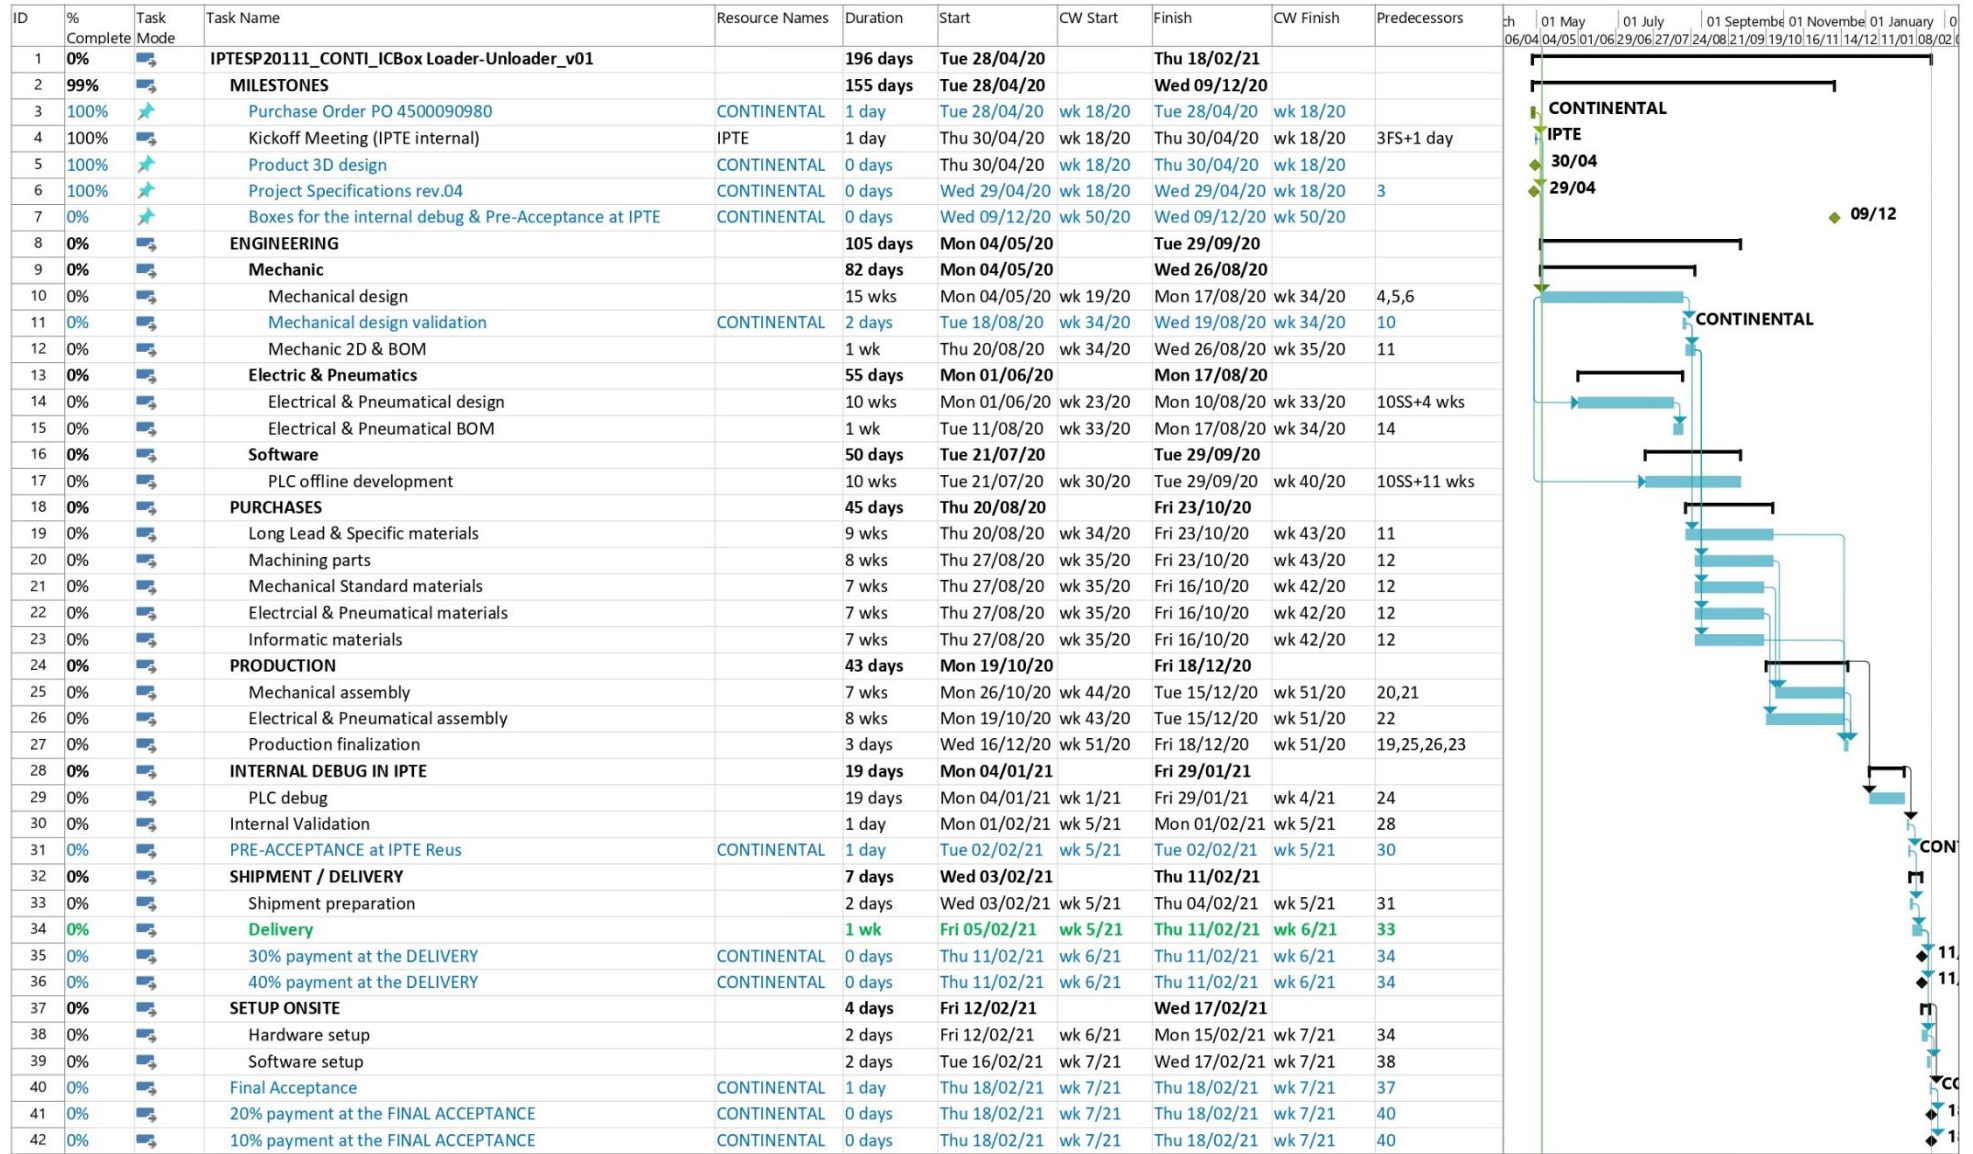 ID % Complete Task Mode Task Name Resource Names Duration Start CW Start Finish CW Finish Predecessors
ch 01 May 01 July 01 Septembe 01 Novembe 01 January 0
06/04 04/05 01/06 29/06 27/07 24/08 21/09 19/10 16/11 14/12 11/01 08/02
1 0% IPTESP20111_CONTI_ICBox Loader-Unloader_v01 196 days Tue 28/04/20 Thu 18/02/21
2 99% MILESTONES 155 days Tue 28/04/20 Wed 09/12/20
3 100% Purchase Order PO 4500090980 CONTINENTAL 1 day Tue 28/04/20 wk 18/20 Tue 28/04/20 wk 18/20 CONTINENTAL
4 100% Kickoff Meeting (IPTE internal) IPTE 1 day Thu 30/04/20 wk 18/20 Thu 30/04/20 wk 18/20 3FS+1 day IPTE
5 100% Product 3D design CONTINENTAL 0 days Thu 30/04/20 wk 18/20 Thu 30/04/20 wk 18/20 30/04
6 100% Project Specifications rev.04 CONTINENTAL 0 days Wed 29/04/20 wk 18/20 Wed 29/04/20 wk 18/20 3 29/04
7 0% Boxes for the internal debug & Pre-Acceptance at IPTE CONTINENTAL 0 days Wed 09/12/20 wk 50/20 Wed 09/12/20 wk 50/20 09/12
8 0% ENGINEERING 105 days Mon 04/05/20 Tue 29/09/20
9 0% Mechanic 82 days Mon 04/05/20 Wed 26/08/20
10 0% Mechanical design 15 wks Mon 04/05/20 wk 19/20 Mon 17/08/20 wk 34/20 4,5,6
11 0% Mechanical design validation CONTINENTAL 2 days Tue 18/08/20 wk 34/20 Wed 19/08/20 wk 34/20 10 CONTINENTAL
12 0% Mechanic 2D & BOM 1 wk Thu 20/08/20 wk 34/20 Wed 26/08/20 wk 35/20 11
13 0% Electric & Pneumatics 55 days Mon 01/06/20 Mon 17/08/20
14 0% Electrical & Pneumatical design 10 wks Mon 01/06/20 wk 23/20 Mon 10/08/20 wk 33/20 10SS+4 wks
15 0% Electrical & Pneumatical BOM 1 wk Tue 11/08/20 wk 33/20 Mon 17/08/20 wk 34/20 14
16 0% Software 50 days Tue 21/07/20 Tue 29/09/20
17 0% PLC offline development 10 wks Tue 21/07/20 wk 30/20 Tue 29/09/20 wk 40/20 10SS+11 wks
18 0% PURCHASES 45 days Thu 20/08/20 Fri 23/10/20
19 0% Long Lead & Specific materials 9 wks Thu 20/08/20 wk 34/20 Fri 23/10/20 wk 43/20 11
20 0% Machining parts 8 wks Thu 27/08/20 wk 35/20 Fri 23/10/20 wk 43/20 12
21 0% Mechanical Standard materials 7 wks Thu 27/08/20 wk 35/20 Fri 16/10/20 wk 42/20 12
22 0% Electrcial & Pneumatical materials 7 wks Thu 27/08/20 wk 35/20 Fri 16/10/20 wk 42/20 12
23 0% Informatic materials 7 wks Thu 27/08/20 wk 35/20 Fri 16/10/20 wk 42/20 12
24 0% PRODUCTION 43 days Mon 19/10/20 Fri 18/12/20
25 0% Mechanical assembly 7 wks Mon 26/10/20 wk 44/20 Tue 15/12/20 wk 51/20 20,21
26 0% Electrical & Pneumatical assembly 8 wks Mon 19/10/20 wk 43/20 Tue 15/12/20 wk 51/20 22
27 0% Production finalization 3 days Wed 16/12/20 wk 51/20 Fri 18/12/20 wk 51/20 19,25,26,23
28 0% INTERNAL DEBUG IN IPTE 19 days Mon 04/01/21 Fri 29/01/21
29 0% PLC debug 19 days Mon 04/01/21 wk 1/21 Fri 29/01/21 wk 4/21 24
30 0% Internal Validation 1 day Mon 01/02/21 wk 5/21 Mon 01/02/21 wk 5/21 28
31 0% PRE-ACCEPTANCE at IPTE Reus CONTINENTAL 1 day Tue 02/02/21 wk 5/21 Tue 02/02/21 wk 5/21 30 CON
32 0% SHIPMENT / DELIVERY 7 days Wed 03/02/21 Thu 11/02/21
33 0% Shipment preparation 2 days Wed 03/02/21 wk 5/21 Thu 04/02/21 wk 5/21 31
34 0% Delivery 1 wk Fri 05/02/21 wk 5/21 Thu 11/02/21 wk 6/21 33
35 0% 30% payment at the DELIVERY CONTINENTAL 0 days Thu 11/02/21 wk 6/21 Thu 11/02/21 wk 6/21 34 11/
36 0% 40% payment at the DELIVERY CONTINENTAL 0 days Thu 11/02/21 wk 6/21 Thu 11/02/21 wk 6/21 34 11/
37 0% SETUP ONSITE 4 days Fri 12/02/21 Wed 17/02/21
38 0% Hardware setup 2 days Fri 12/02/21 wk 6/21 Mon 15/02/21 wk 7/21 34
39 0% Software setup 2 days Tue 16/02/21 wk 7/21 Wed 17/02/21 wk 7/21 38
40 0% Final Acceptance CONTINENTAL 1 day Thu 18/02/21 wk 7/21 Thu 18/02/21 wk 7/21 37 CO
41 0% 20% payment at the FINAL ACCEPTANCE CONTINENTAL 0 days Thu 18/02/21 wk 7/21 Thu 18/02/21 wk 7/21 40 18
42 0% 10% payment at the FINAL ACCEPTANCE CONTINENTAL 0 days Thu 18/02/21 wk 7/21 Thu 18/02/21 wk 7/21 40 18